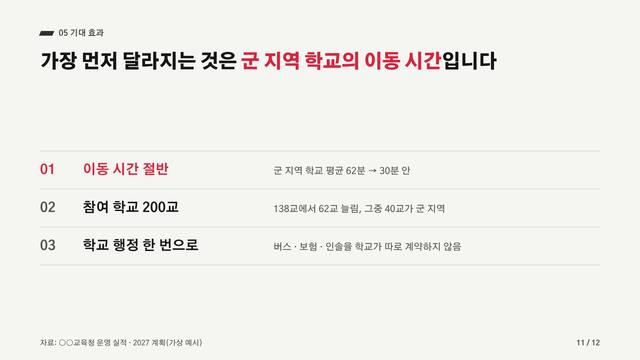 05 기대 효과
가장 먼저 달라지는 것은 군 지역 학교의 이동 시간입니다
01 이동 시간 절반 군 지역 학교 평균 62분 → 30분 안
02 참여 학교 200교 138교에서 62교 늘림, 그중 40교가 군 지역
03 학교 행정 한 번으로 버스 · 보험 · 인솔을 학교가 따로 계약하지 않음
자료: ○○교육청 운영 실적 · 2027 계획(가상 예시)
11 / 12